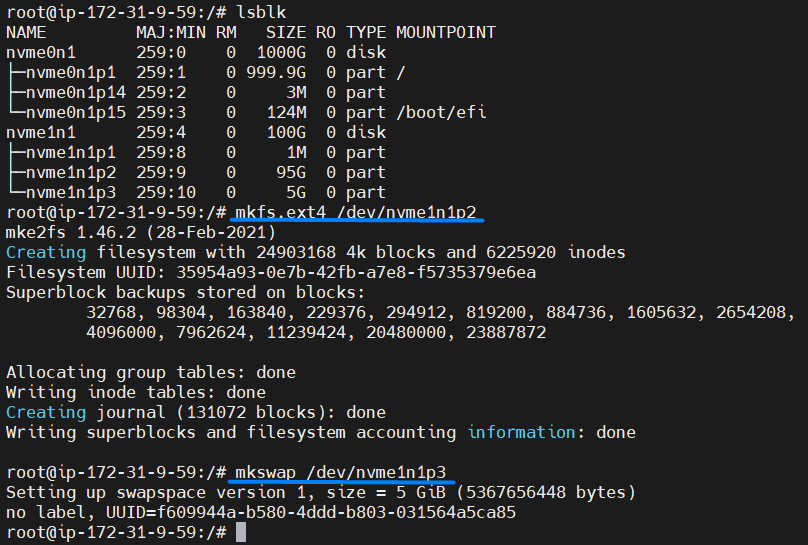 root@ip-172-31-9-59:/# lsblk
NAME         MAJ:MIN RM   SIZE RO TYPE MOUNTPOINT
nvme0n1      259:0    0  1000G  0 disk
├─nvme0n1p1  259:1    0 999.9G  0 part /
├─nvme0n1p14 259:2    0     3M  0 part
└─nvme0n1p15 259:3    0   124M  0 part /boot/efi
nvme1n1      259:4    0   100G  0 disk
├─nvme1n1p1  259:8    0     1M  0 part
├─nvme1n1p2  259:9    0    95G  0 part
└─nvme1n1p3  259:10   0     5G  0 part
root@ip-172-31-9-59:/# mkfs.ext4 /dev/nvme1n1p2
mke2fs 1.46.2 (28-Feb-2021)
Creating filesystem with 24903168 4k blocks and 6225920 inodes
Filesystem UUID: 35954a93-0e7b-42fb-a7e8-f5735379e6ea
Superblock backups stored on blocks:
        32768, 98304, 163840, 229376, 294912, 819200, 884736, 1605632, 2654208,
        4096000, 7962624, 11239424, 20480000, 23887872

Allocating group tables: done
Writing inode tables: done
Creating journal (131072 blocks): done
Writing superblocks and filesystem accounting information: done

root@ip-172-31-9-59:/# mkswap /dev/nvme1n1p3
Setting up swapspace version 1, size = 5 GiB (5367656448 bytes)
no label, UUID=f609944a-b580-4ddd-b803-031564a5ca85
root@ip-172-31-9-59:/#